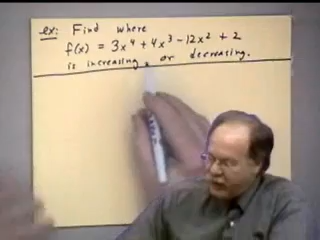 ex: Find where
f(x) = 3x⁴ + 4x³ - 12x² + 2
is increasing or decreasing.